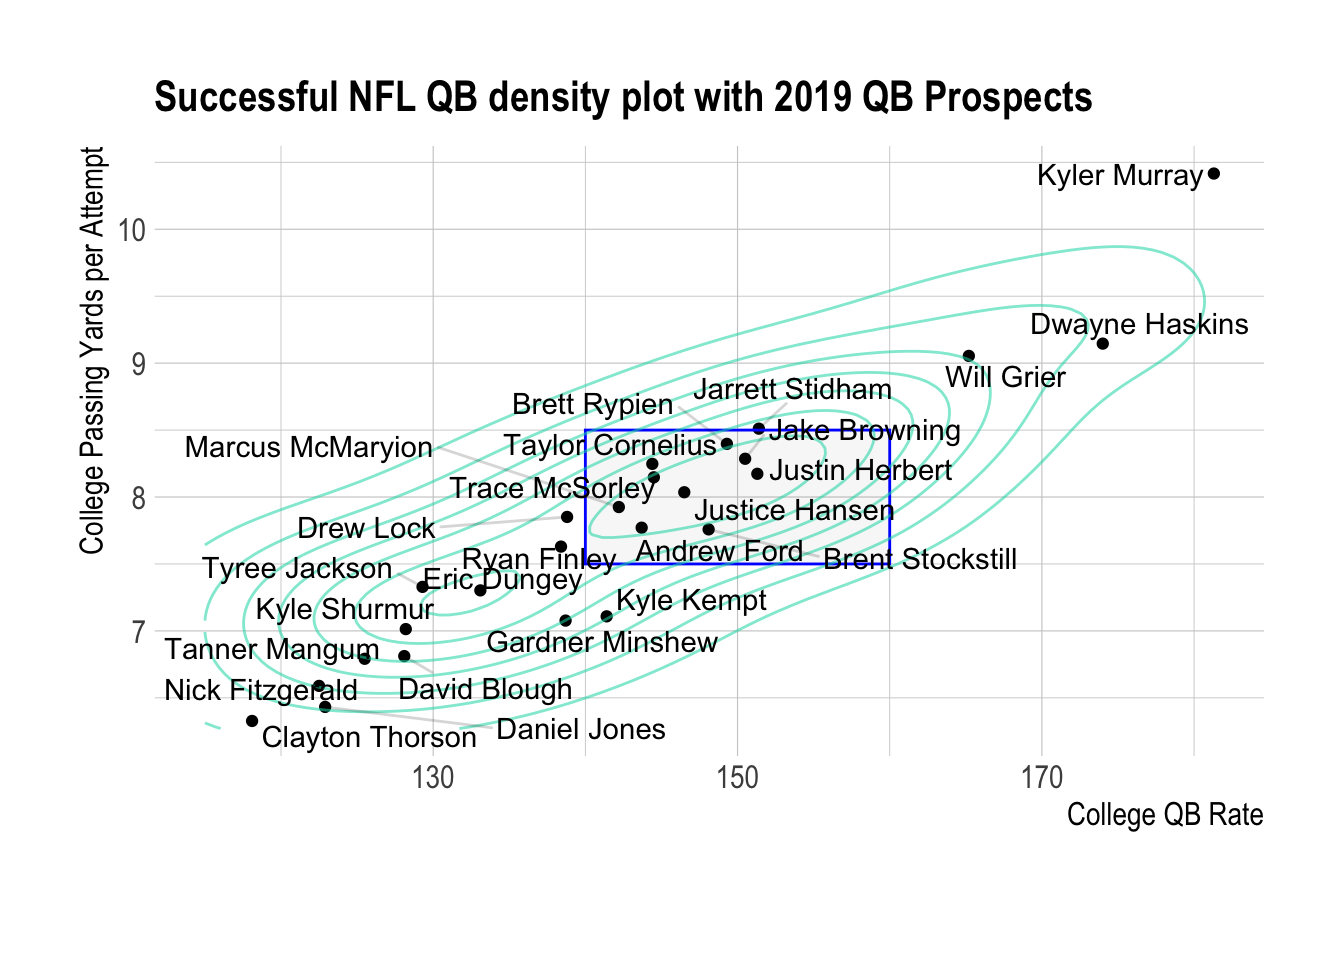 Successful NFL QB density plot with 2019 QB Prospects
College Passing Yards per Attempt
10
9
8
7
Kyler Murray
Dwayne Haskins
Will Grier
Jarrett Stidham
Brett Rypien
Jake Browning
Marcus McMaryion
Taylor Cornelius
Justin Herbert
Trace McSorley
Justice Hansen
Drew Lock
Andrew Ford
Ryan Finley
Brent Stockstill
Tyree Jackson
Eric Dungey
Kyle Kempt
Kyle Shurmur
Gardner Minshew
Tanner Mangum
David Blough
Nick Fitzgerald
Daniel Jones
Clayton Thorson
130
150
170
College QB Rate